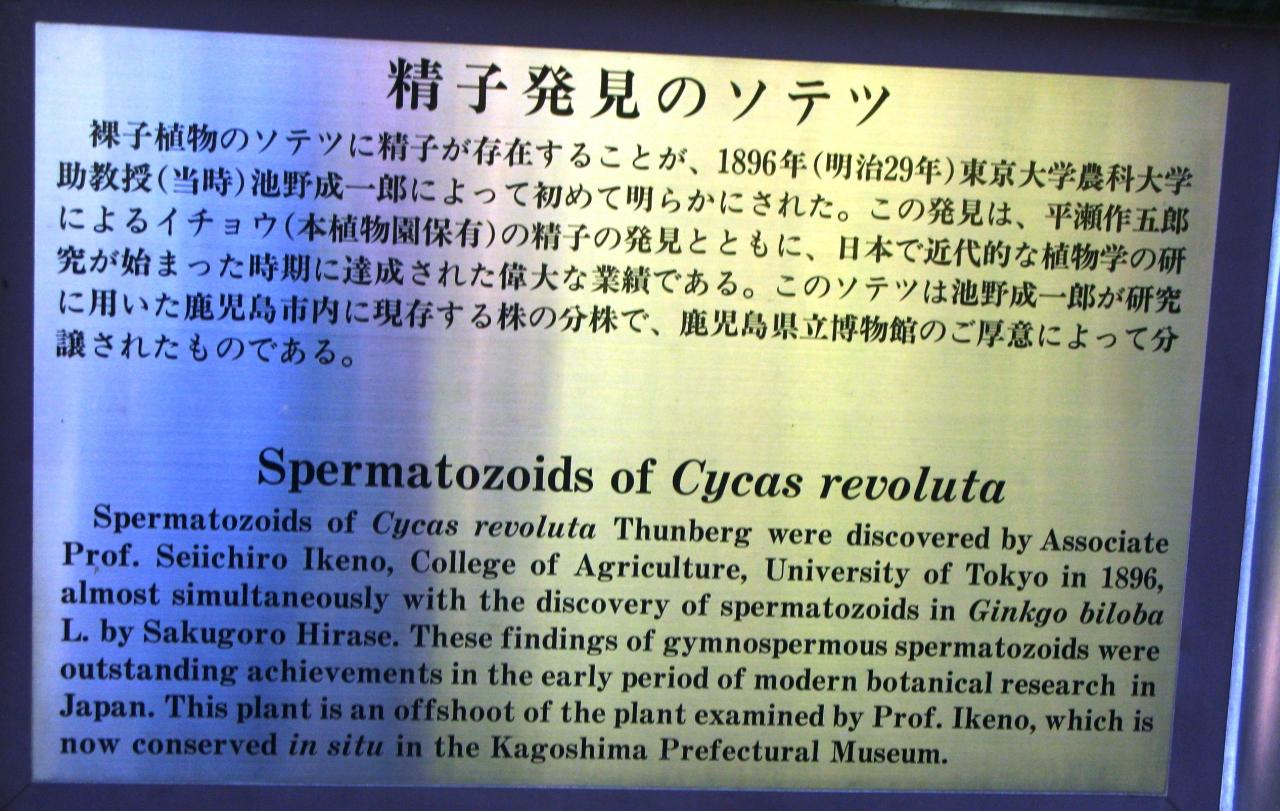 精子発見のソテツ
裸子植物のソテツに精子が存在することが、1896年(明治29年)東京大学農科大学
助教授(当時)池野成一郎によって初めて明らかにされた。この発見は、平瀬作五郎
によるイチョウ(本植物園保有)の精子の発見とともに、日本で近代的な植物学の研
究が始まった時期に達成された偉大な業績である。このソテツは池野成一郎が研究
に用いた鹿児島市内に現存する株の分株で、鹿児島県立博物館のご厚意によって分
譲されたものである。
Spermatozoids of Cycas revoluta
Spermatozoids of Cycas revoluta Thunberg were discovered by Associate
Prof. Seiichiro Ikeno, College of Agriculture, University of Tokyo in 1896,
almost simultaneously with the discovery of spermatozoids in Ginkgo biloba
L. by Sakugoro Hirase. These findings of gymnospermous spermatozoids were
outstanding achievements in the early period of modern botanical research in
Japan. This plant is an offshoot of the plant examined by Prof. Ikeno, which is
now conserved in situ in the Kagoshima Prefectural Museum.